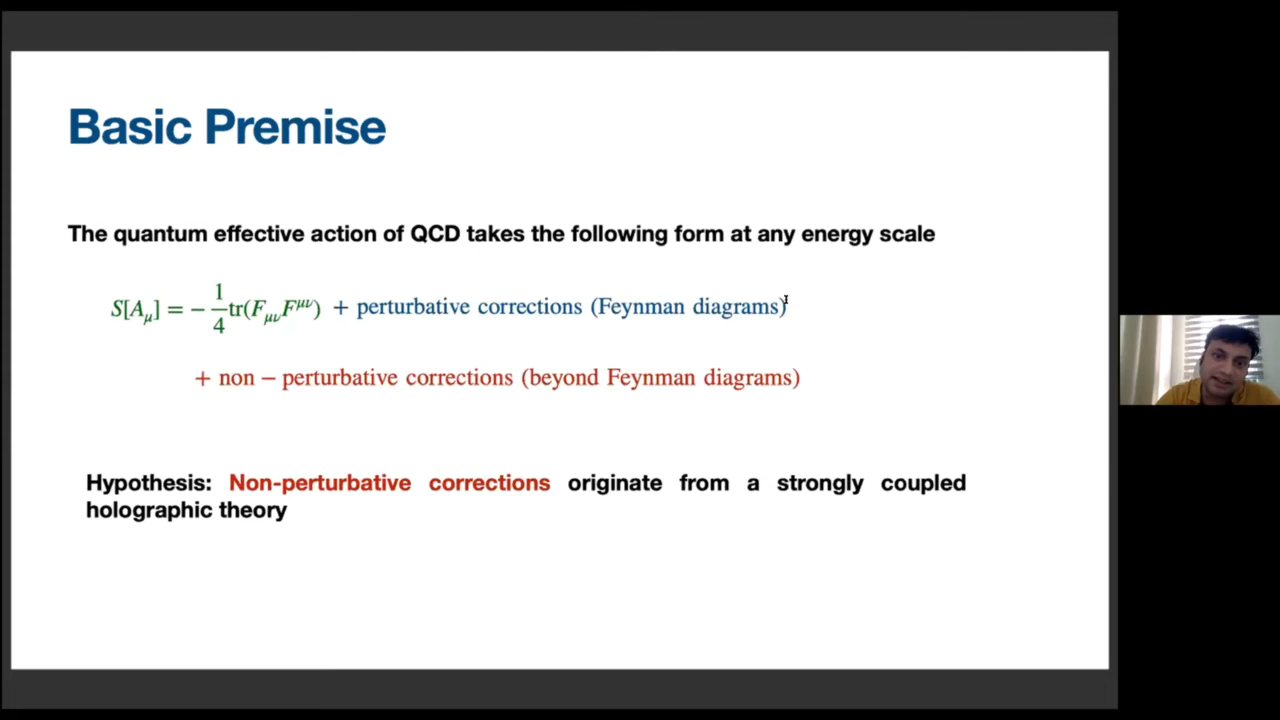 Basic Premise
The quantum effective action of QCD takes the following form at any energy scale
S[A_μ] = − 1/4 tr(F_{μν}F^{μν}) + perturbative corrections (Feynman diagrams)
+ non − perturbative corrections (beyond Feynman diagrams)
Hypothesis: Non-perturbative corrections originate from a strongly coupled
holographic theory